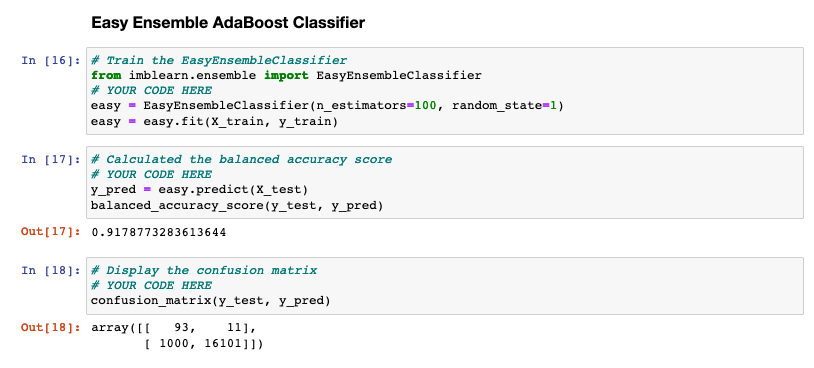 Easy Ensemble AdaBoost Classifier
In [16]: # Train the EasyEnsembleClassifier
from imblearn.ensemble import EasyEnsembleClassifier
# YOUR CODE HERE
easy = EasyEnsembleClassifier(n_estimators=100, random_state=1)
easy = easy.fit(X_train, y_train)
In [17]: # Calculated the balanced accuracy score
# YOUR CODE HERE
y_pred = easy.predict(X_test)
balanced_accuracy_score(y_test, y_pred)
Out[17]: 0.9178773283613644
In [18]: # Display the confusion matrix
# YOUR CODE HERE
confusion_matrix(y_test, y_pred)
Out[18]: array([[   93,    11],
       [ 1000, 16101]])